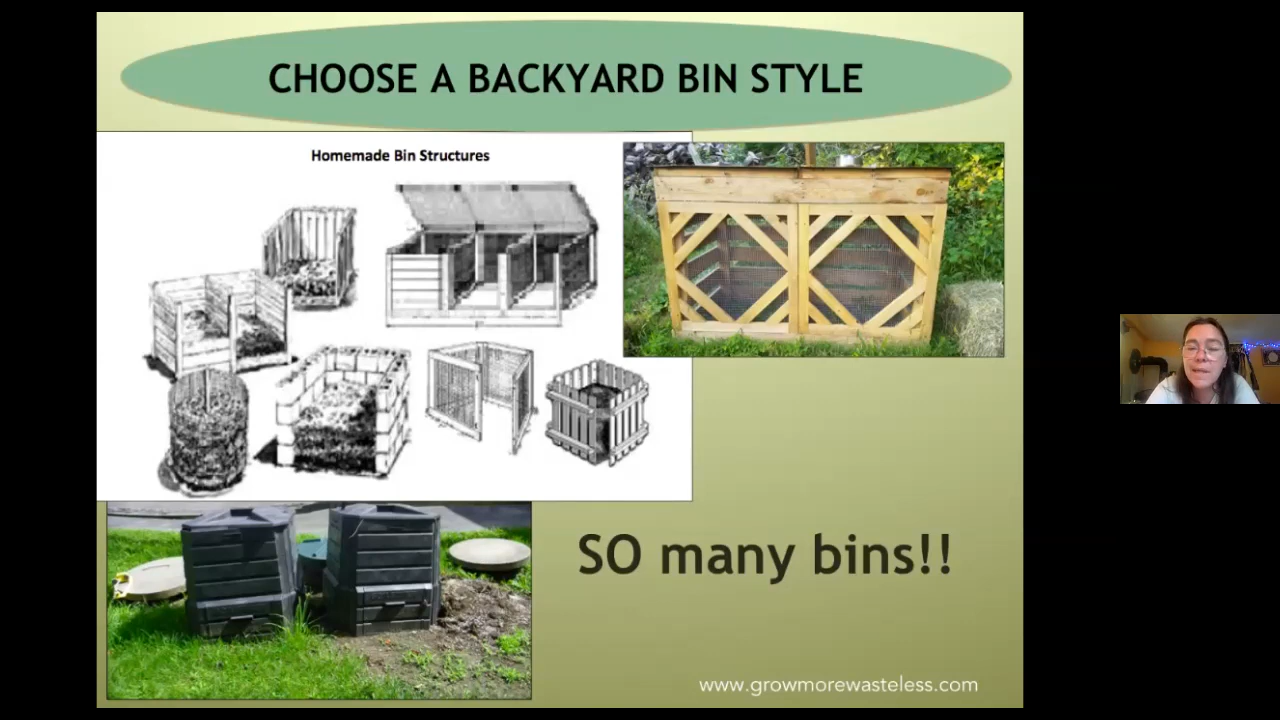 CHOOSE A BACKYARD BIN STYLE
Homemade Bin Structures
SO many bins!!
www.growmorewasteless.com